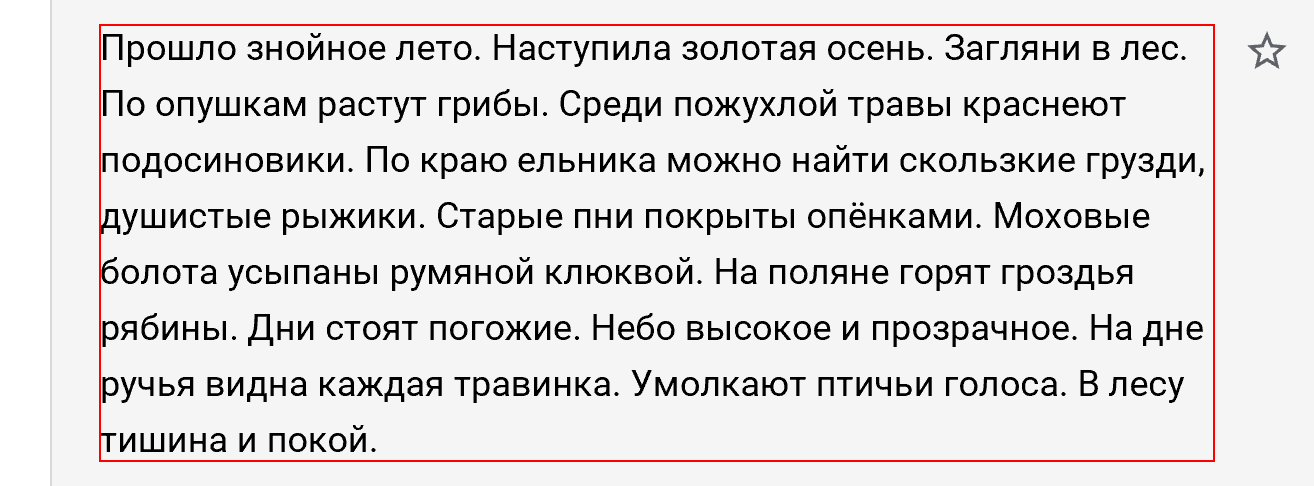 Прошло знойное лето. Наступила золотая осень. Загляни в лес.
По опушкам растут грибы. Среди пожухлой травы краснеют
подосиновики. По краю ельника можно найти скользкие грузди,
душистые рыжики. Старые пни покрыты опёнками. Моховые
болота усыпаны румяной клюквой. На поляне горят гроздья
рябины. Дни стоят погожие. Небо высокое и прозрачное. На дне
ручья видна каждая травинка. Умолкают птичьи голоса. В лесу
тишина и покой.